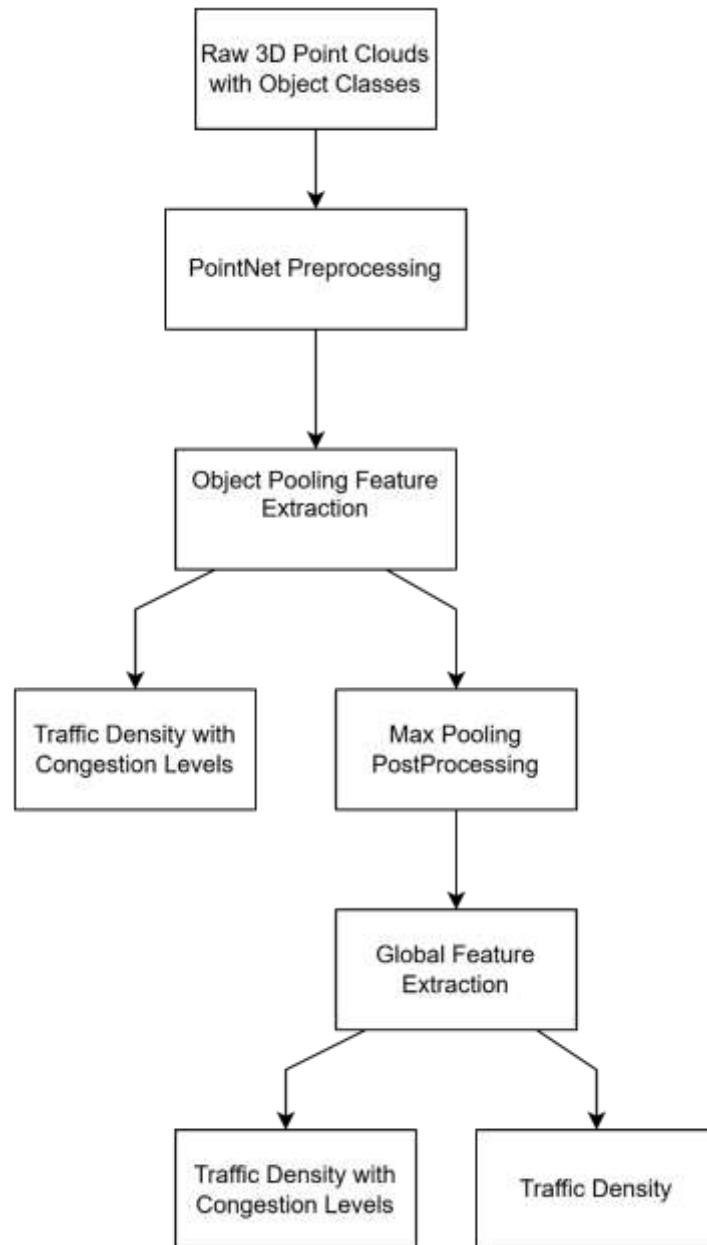 Raw 3D Point Clouds
with Object Classes
PointNet Preprocessing
Object Pooling Feature
Extraction
Traffic Density with
Congestion Levels
Max Pooling
PostProcessing
Global Feature
Extraction
Traffic Density with
Congestion Levels
Traffic Density